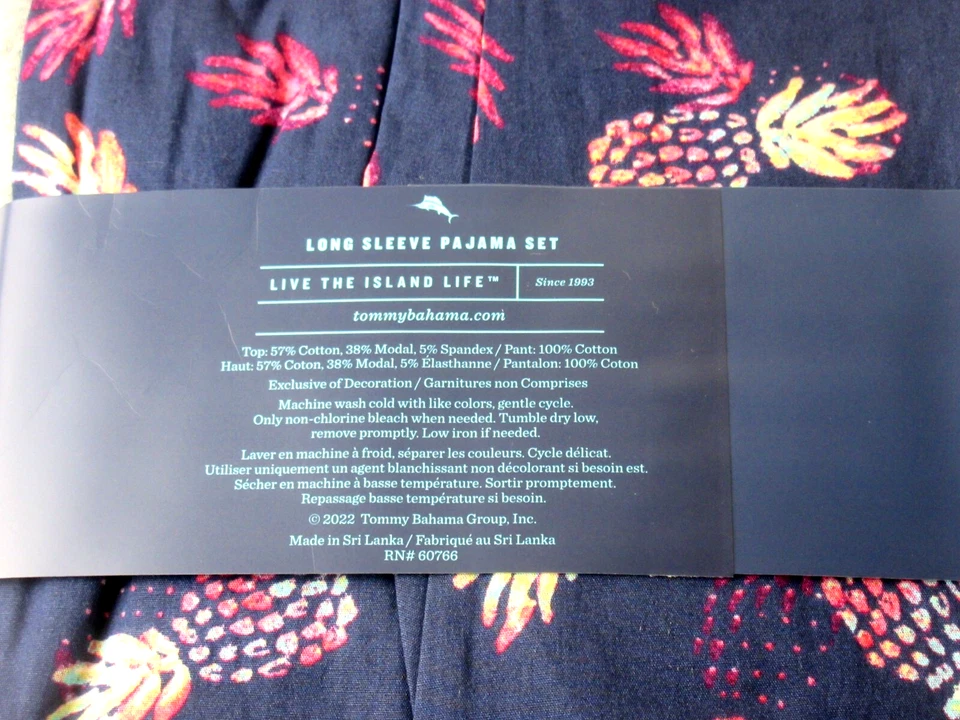 LONG SLEEVE PAJAMA SET
LIVE THE ISLAND LIFE™ Since 1993
tommybahama.com
Top: 57% Cotton, 38% Modal, 5% Spandex / Pant: 100% Cotton
Haut: 57% Coton, 38% Modal, 5% Élasthanne / Pantalon: 100% Coton
Exclusive of Decoration / Garnitures non Comprises
Machine wash cold with like colors, gentle cycle.
Only non-chlorine bleach when needed. Tumble dry low,
remove promptly. Low iron if needed.
Laver en machine à froid, séparer les couleurs. Cycle délicat.
Utiliser uniquement un agent blanchissant non décolorant si besoin est.
Sécher en machine à basse température. Sortir promptement.
Repassage basse température si besoin.
© 2022 Tommy Bahama Group, Inc.
Made in Sri Lanka / Fabriqué au Sri Lanka
RN# 60766